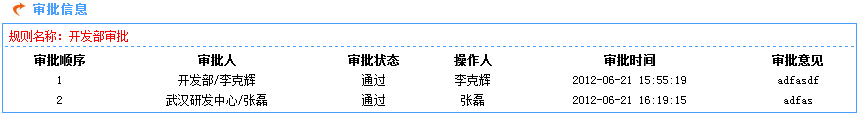 审批信息
规则名称：开发部审批
审批顺序 审批人 审批状态 操作人 审批时间 审批意见
1 开发部/李克辉 通过 李克辉 2012-06-21 15:55:19 adfasdf
2 武汉研发中心/张磊 通过 张磊 2012-06-21 16:19:15 adfas